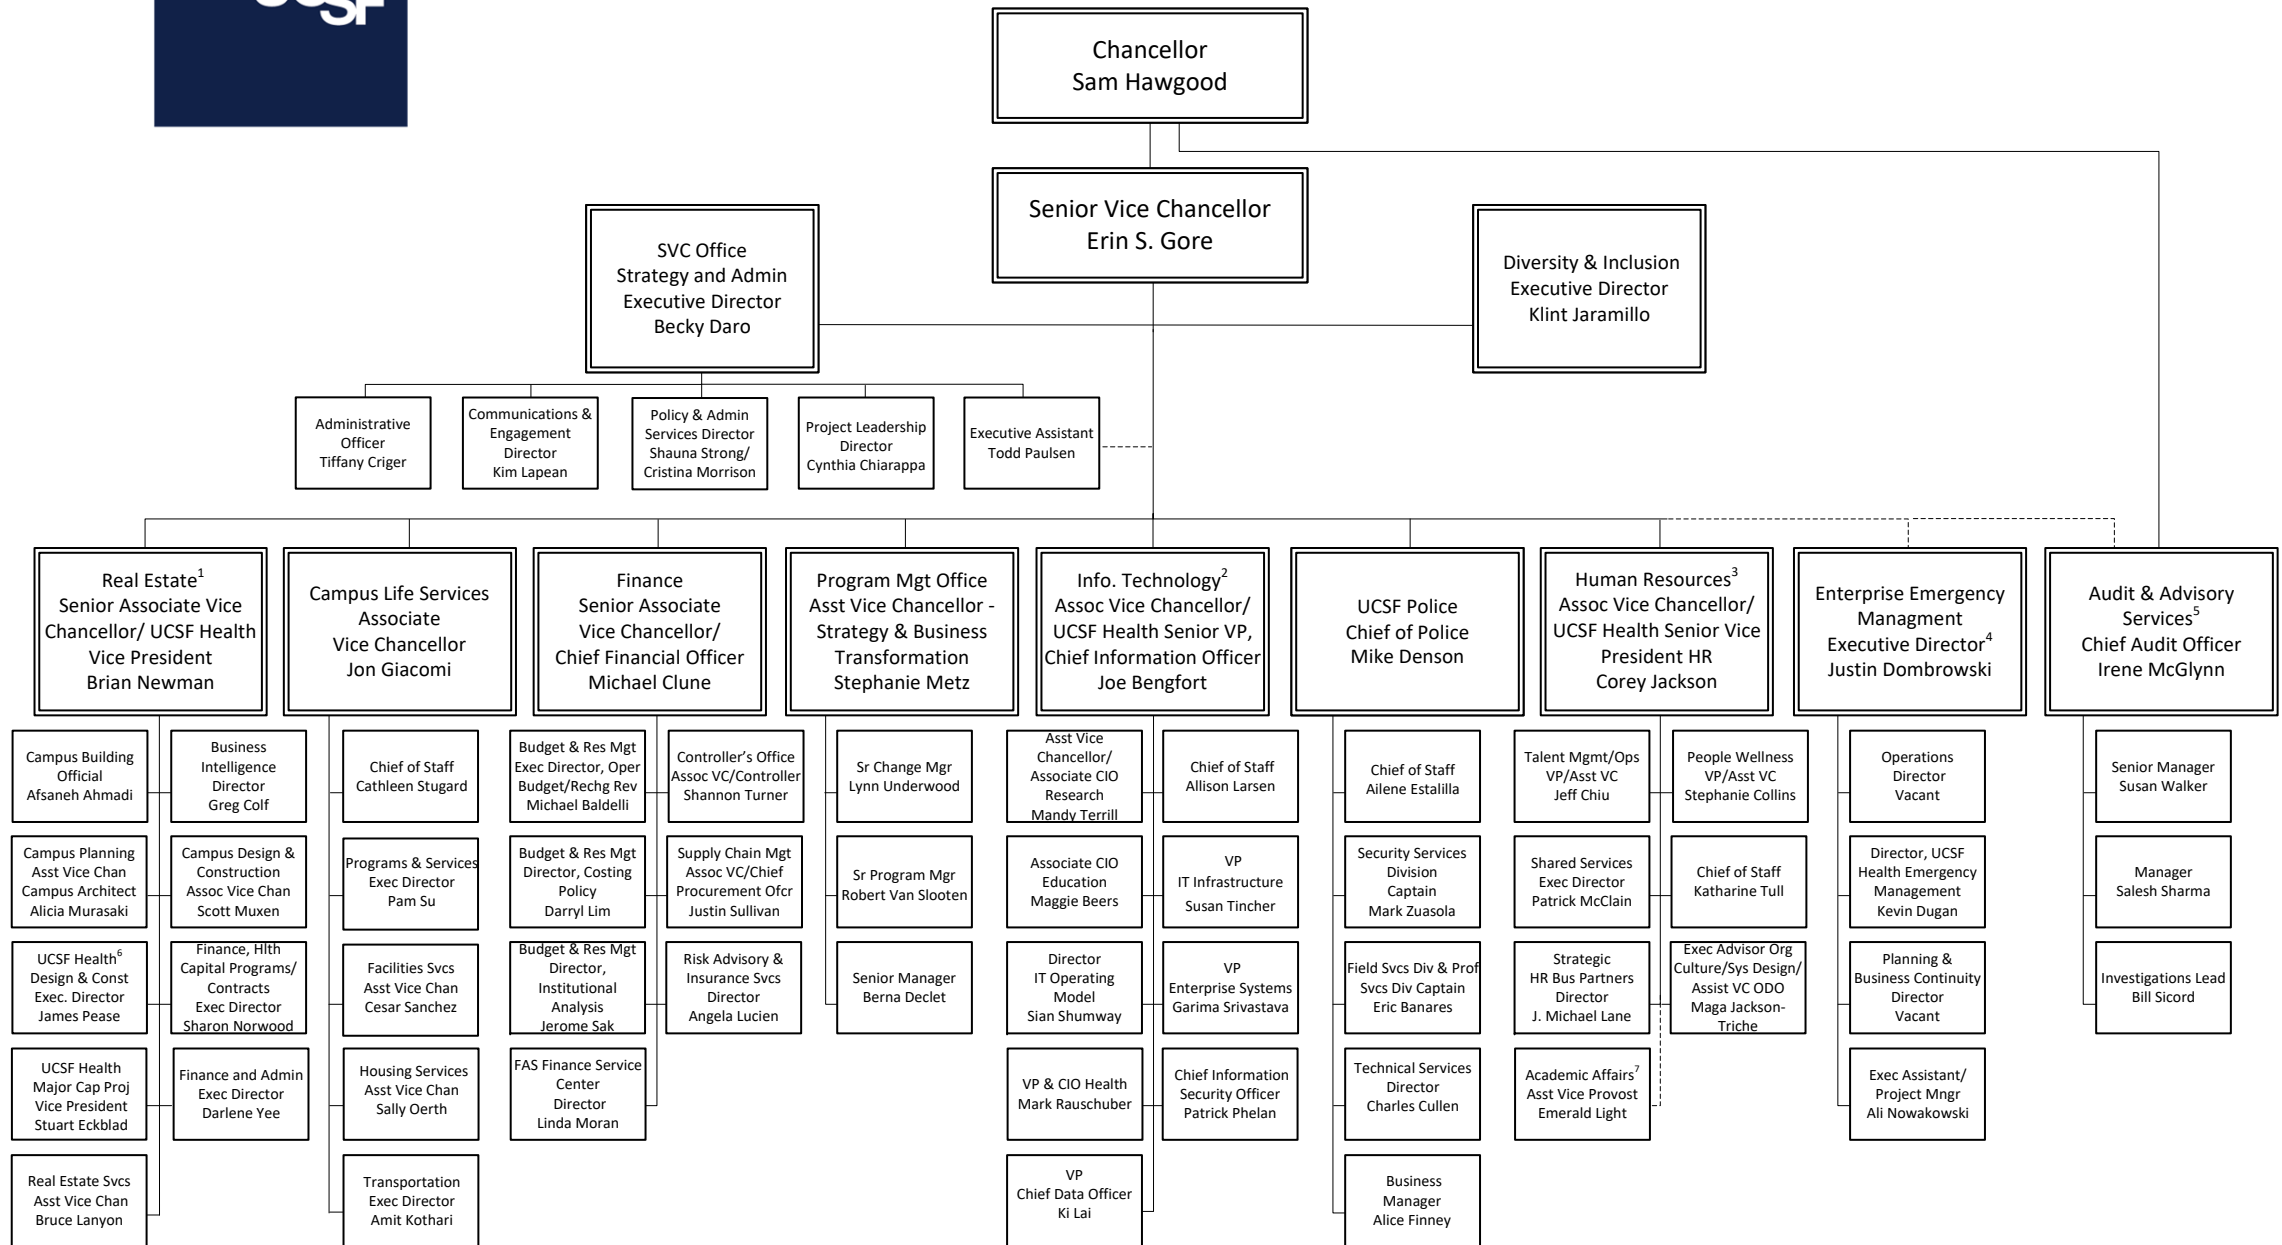 UCSF
Chancellor
Sam Hawgood
Senior Vice Chancellor
Erin S. Gore
SVC Office
Strategy and Admin
Executive Director
Becky Daro
Diversity & Inclusion
Executive Director
Klint Jaramillo
Administrative
Officer
Tiffany Criger
Communications &
Engagement
Director
Kim Lapean
Policy & Admin
Services Director
Shauna Strong/
Cristina Morrison
Project Leadership
Director
Cynthia Chiarappa
Executive Assistant
Todd Paulsen
Real Estate1
Senior Associate Vice
Chancellor/ UCSF Health
Vice President
Brian Newman
Campus Life Services
Associate
Vice Chancellor
Jon Giacomi
Finance
Senior Associate
Vice Chancellor/
Chief Financial Officer
Michael Clune
Program Mgt Office
Asst Vice Chancellor -
Strategy & Business
Transformation
Stephanie Metz
Info. Technology2
Assoc Vice Chancellor/
UCSF Health Senior VP,
Chief Information Officer
Joe Bengfort
UCSF Police
Chief of Police
Mike Denson
Human Resources3
Assoc Vice Chancellor/
UCSF Health Senior Vice
President HR
Corey Jackson
Enterprise Emergency
Managment
Executive Director4
Justin Dombrowski
Audit & Advisory
Services5
Chief Audit Officer
Irene McGlynn
Campus Building
Official
Afsaneh Ahmadi
Business
Intelligence
Director
Greg Colf
Campus Planning
Asst Vice Chan
Campus Architect
Alicia Murasaki
Campus Design &
Construction
Assoc Vice Chan
Scott Muxen
UCSF Health6
Design & Const
Exec. Director
James Pease
Finance, Hlth
Capital Programs/
Contracts
Exec Director
Sharon Norwood
UCSF Health
Major Cap Proj
Vice President
Stuart Eckblad
Finance and Admin
Exec Director
Darlene Yee
Real Estate Svcs
Asst Vice Chan
Bruce Lanyon
Chief of Staff
Cathleen Stugard
Programs & Services
Exec Director
Pam Su
Facilities Svcs
Asst Vice Chan
Cesar Sanchez
Housing Services
Asst Vice Chan
Sally Oerth
Transportation
Exec Director
Amit Kothari
Budget & Res Mgt
Exec Director, Oper
Budget/Rechg Rev
Michael Baldelli
Controller’s Office
Assoc VC/Controller
Shannon Turner
Budget & Res Mgt
Director, Costing
Policy
Darryl Lim
Supply Chain Mgt
Assoc VC/Chief
Procurement Ofcr
Justin Sullivan
Budget & Res Mgt
Director,
Institutional
Analysis
Jerome Sak
Risk Advisory &
Insurance Svcs
Director
Angela Lucien
FAS Finance Service
Center
Director
Linda Moran
Sr Change Mgr
Lynn Underwood
Sr Program Mgr
Robert Van Slooten
Senior Manager
Berna Declet
Asst Vice
Chancellor/
Associate CIO
Research
Mandy Terrill
Chief of Staff
Allison Larsen
Associate CIO
Education
Maggie Beers
VP
IT Infrastructure
Susan Tincher
Director
IT Operating
Model
Sian Shumway
VP
Enterprise Systems
Garima Srivastava
VP & CIO Health
Mark Rauschuber
Chief Information
Security Officer
Patrick Phelan
VP
Chief Data Officer
Ki Lai
Chief of Staff
Ailene Estalilla
Security Services
Division
Captain
Mark Zuasola
Field Svcs Div & Prof
Svcs Div Captain
Eric Banares
Technical Services
Director
Charles Cullen
Business
Manager
Alice Finney
Talent Mgmt/Ops
VP/Asst VC
Jeff Chiu
People Wellness
VP/Asst VC
Stephanie Collins
Shared Services
Exec Director
Patrick McClain
Chief of Staff
Katharine Tull
Strategic
HR Bus Partners
Director
J. Michael Lane
Exec Advisor Org
Culture/Sys Design/
Assist VC ODO
Maga Jackson-
Triche
Academic Affairs7
Asst Vice Provost
Emerald Light
Operations
Director
Vacant
Director, UCSF
Health Emergency
Management
Kevin Dugan
Planning &
Business Continuity
Director
Vacant
Exec Assistant/
Project Mngr
Ali Nowakowski
Senior Manager
Susan Walker
Manager
Salesh Sharma
Investigations Lead
Bill Sicord